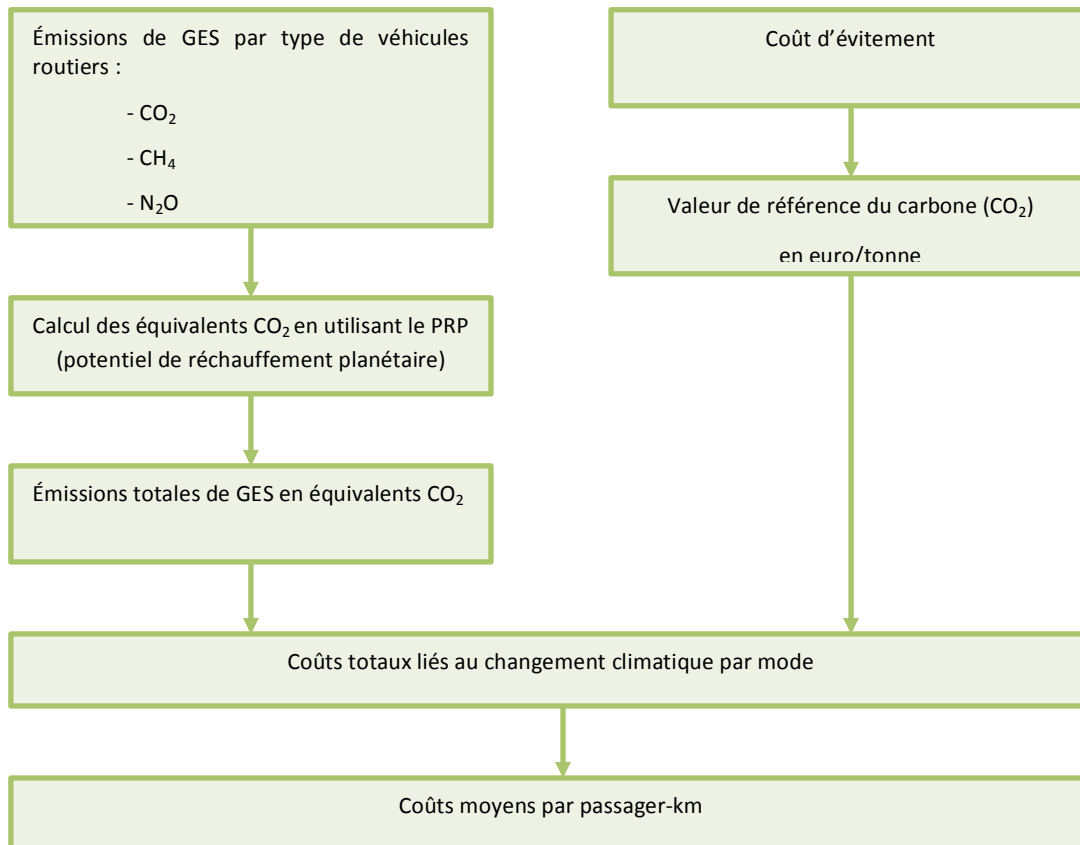 Émissions de GES par type de véhicules
routiers :
- CO₂
- CH₄
- N₂O
Coût d'évitement
Valeur de référence du carbone (CO₂)
en euro/tonne
Calcul des équivalents CO₂ en utilisant le PRP
(potentiel de réchauffement planétaire)
Émissions totales de GES en équivalents CO₂
Coûts totaux liés au changement climatique par mode
Coûts moyens par passager-km